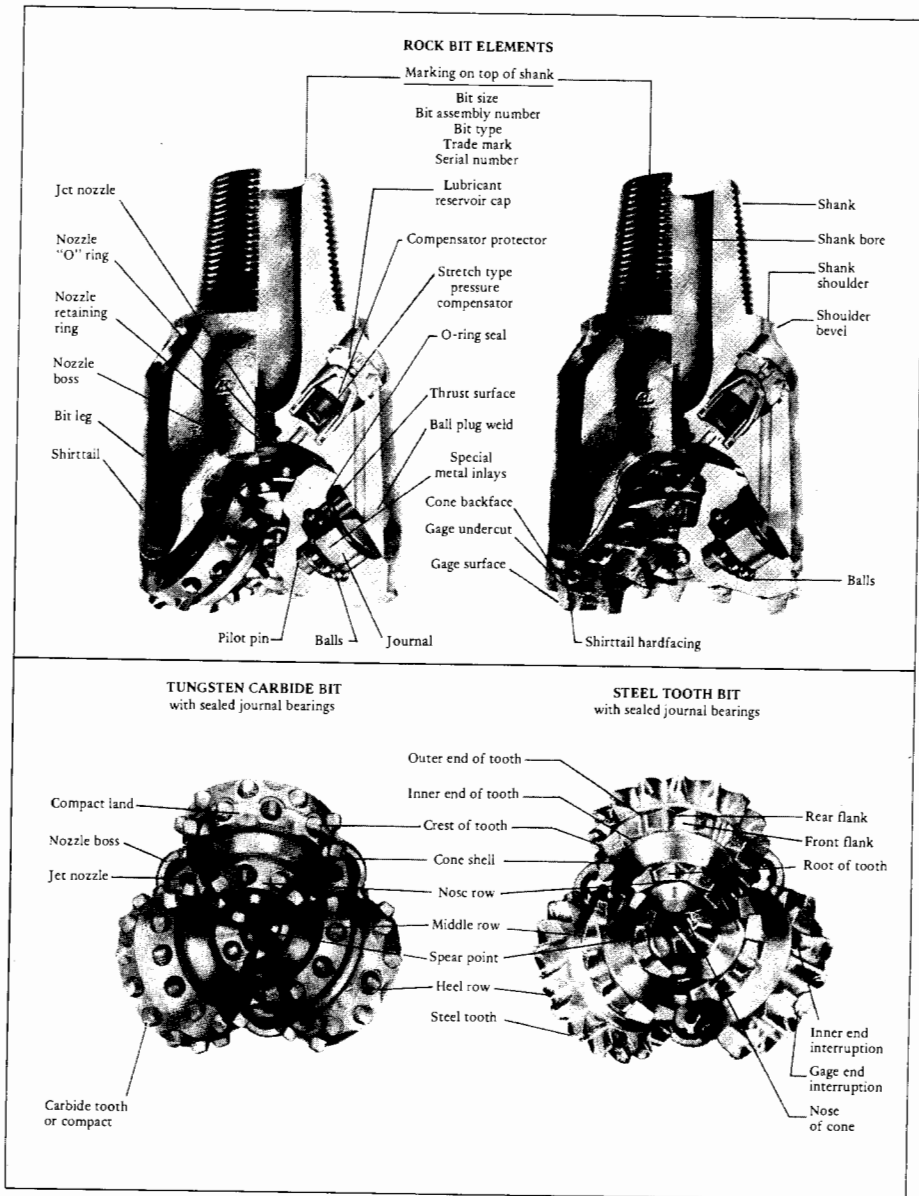 ROCK BIT ELEMENTS
Marking on top of shank
Bit size
Bit assembly number
Bit type
Trade mark
Serial number
Jet nozzle
Nozzle
"O" ring
Nozzle
retaining
ring
Nozzle
boss
Bit leg
Shirttail
Lubricant
reservoir cap
Compensator protector
Stretch type
pressure
compensator
O-ring seal
Thrust surface
Ball plug weld
Special
metal inlays
Cone backface
Gage undercut
Gage surface
Shank
Shank bore
Shank
shoulder
Shoulder
bevel
Balls
Pilot pin
Balls
Journal
Shirttail hardfacing
TUNGSTEN CARBIDE BIT
with sealed journal bearings
STEEL TOOTH BIT
with sealed journal bearings
Compact land
Nozzle boss
Jet nozzle
Carbide tooth
or compact
Outer end of tooth
Inner end of tooth
Crest of tooth
Cone shell
Nose row
Middle row
Spear point
Heel row
Steel tooth
Rear flank
Front flank
Root of tooth
Inner end
interruption
Gage end
interruption
Nose
of cone